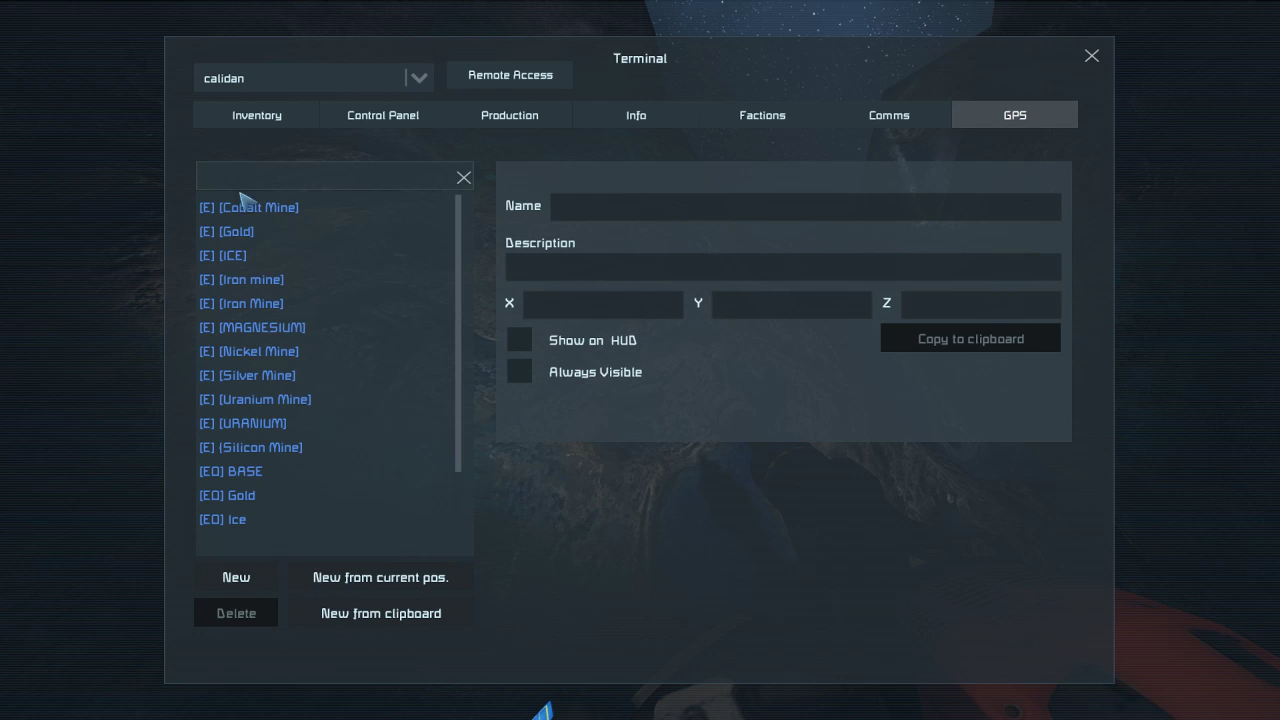 Terminal
calidan
Remote Access
Inventory
Control Panel
Production
Info
Factions
Comms
GPS
[E] [Cobalt Mine]
[E] [Gold]
[E] [ICE]
[E] [Iron mine]
[E] [Iron Mine]
[E] [MAGNESIUM]
[E] [Nickel Mine]
[E] [Silver Mine]
[E] [Uranium Mine]
[E] [URANIUM]
[E] {Silicon Mine]
[EO] BASE
[EO] Gold
[EO] Ice
New
New from current pos.
Delete
New from clipboard
Name
Description
X
Y
Z
Show on HUD
Copy to clipboard
Always Visible